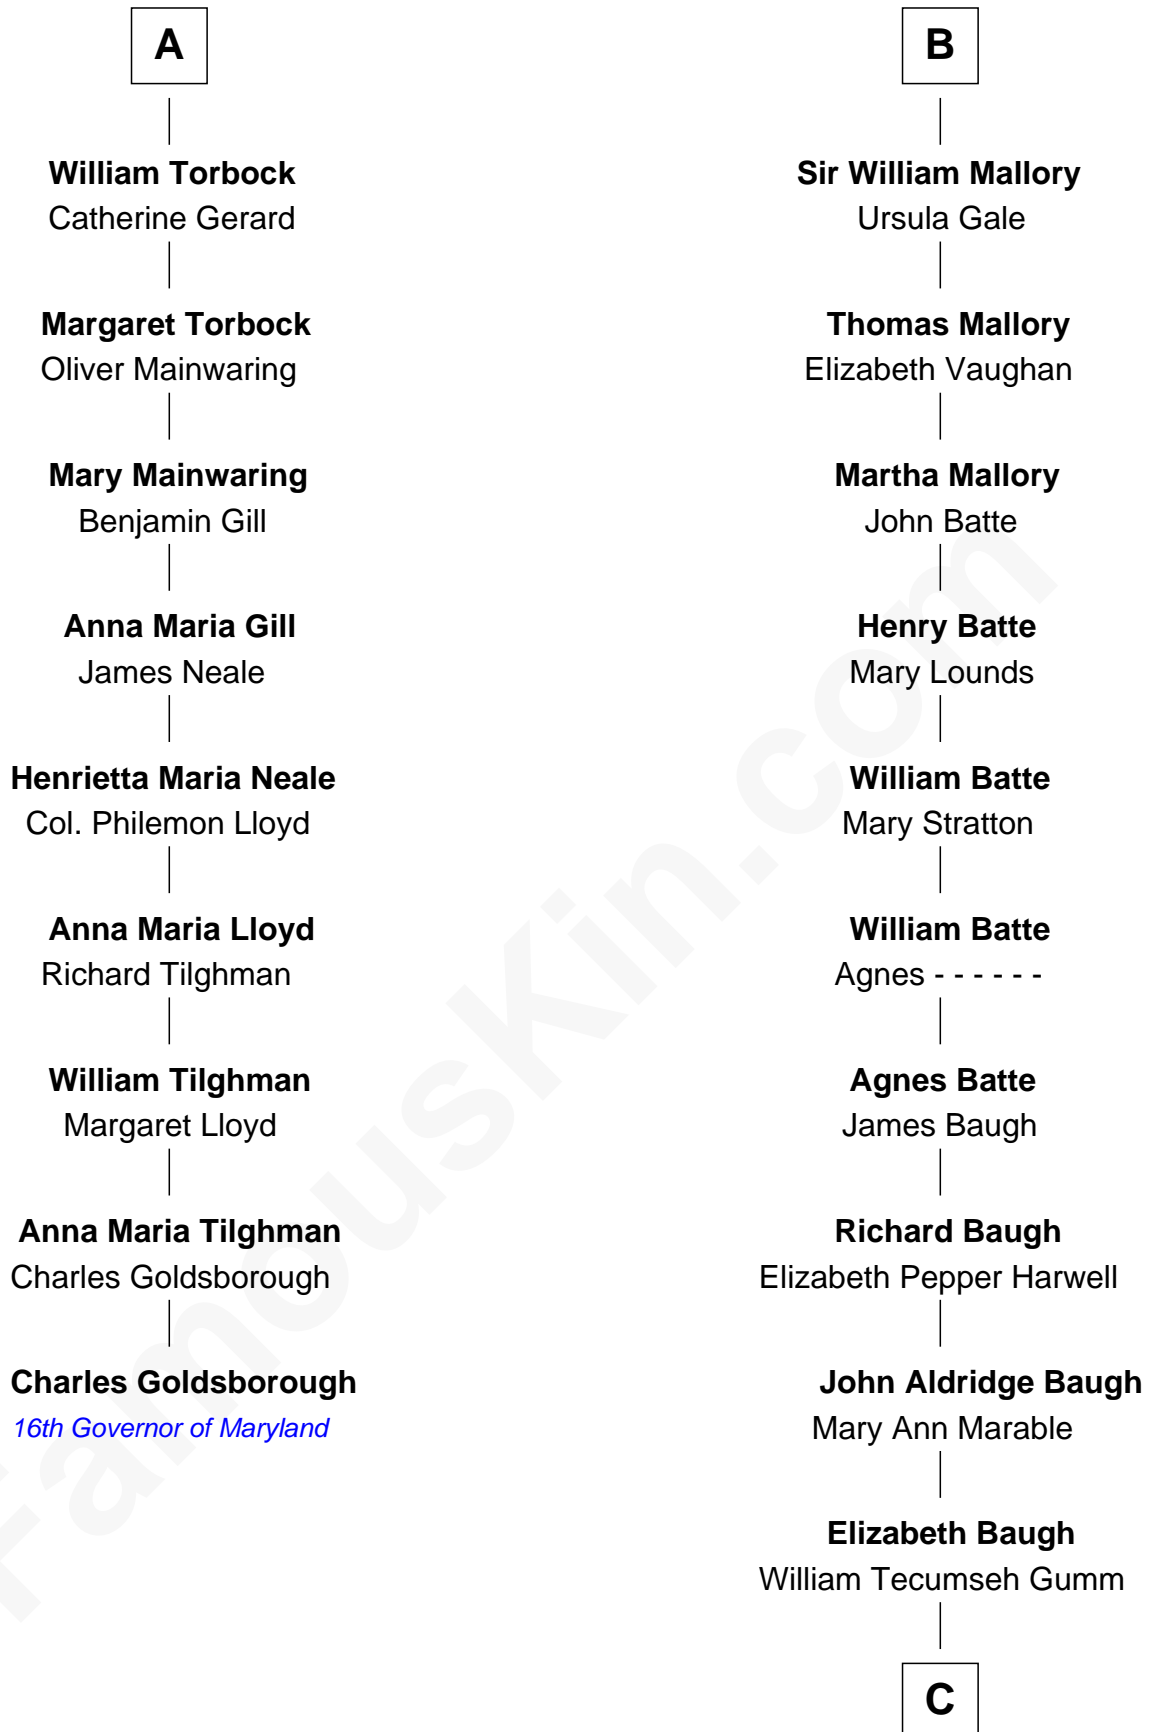 A
William Torbock
Catherine Gerard
Margaret Torbock
Oliver Mainwaring
Mary Mainwaring
Benjamin Gill
Anna Maria Gill
James Neale
Henrietta Maria Neale
Col. Philemon Lloyd
Anna Maria Lloyd
Richard Tilghman
William Tilghman
Margaret Lloyd
Anna Maria Tilghman
Charles Goldsborough
Charles Goldsborough
16th Governor of Maryland
B
Sir William Mallory
Ursula Gale
Thomas Mallory
Elizabeth Vaughan
Martha Mallory
John Batte
Henry Batte
Mary Lounds
William Batte
Mary Stratton
William Batte
Agnes - - - - - -
Agnes Batte
James Baugh
Richard Baugh
Elizabeth Pepper Harwell
John Aldridge Baugh
Mary Ann Marable
Elizabeth Baugh
William Tecumseh Gumm
C
FamousKin.com